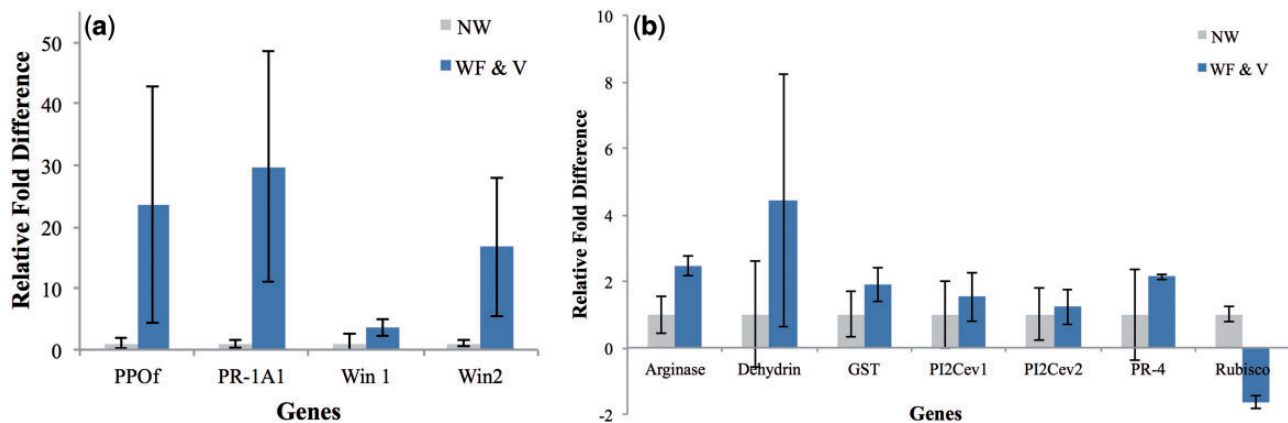 (a)
NW
WF & V
Relative Fold Difference
50
40
30
20
10
0
PPOf
PR-1A1
Win 1
Win2
Genes
(b)
NW
WF & V
Relative Fold Difference
10
8
6
4
2
0
-2
Arginase
Dehydrin
GST
PI2Cev1
PI2Cev2
PR-4
Rubisco
Genes